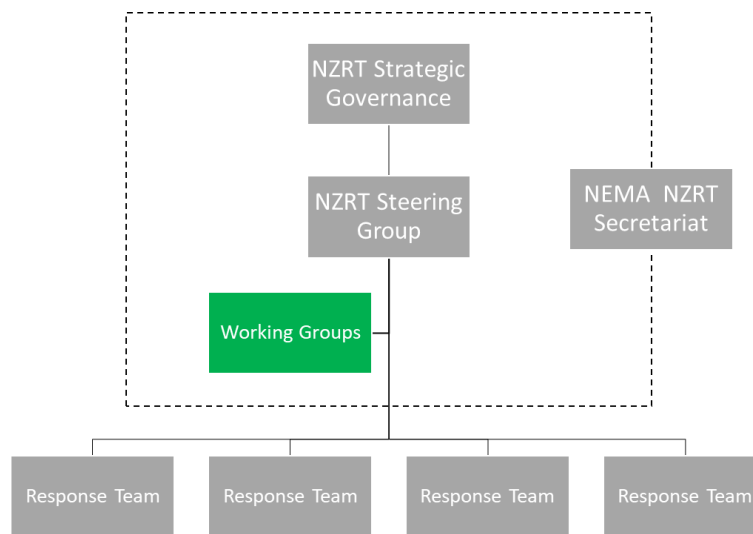 NZRT Strategic
Governance
NZRT Steering
Group
NEMA NZRT
Secretariat
Working Groups
Response Team
Response Team
Response Team
Response Team